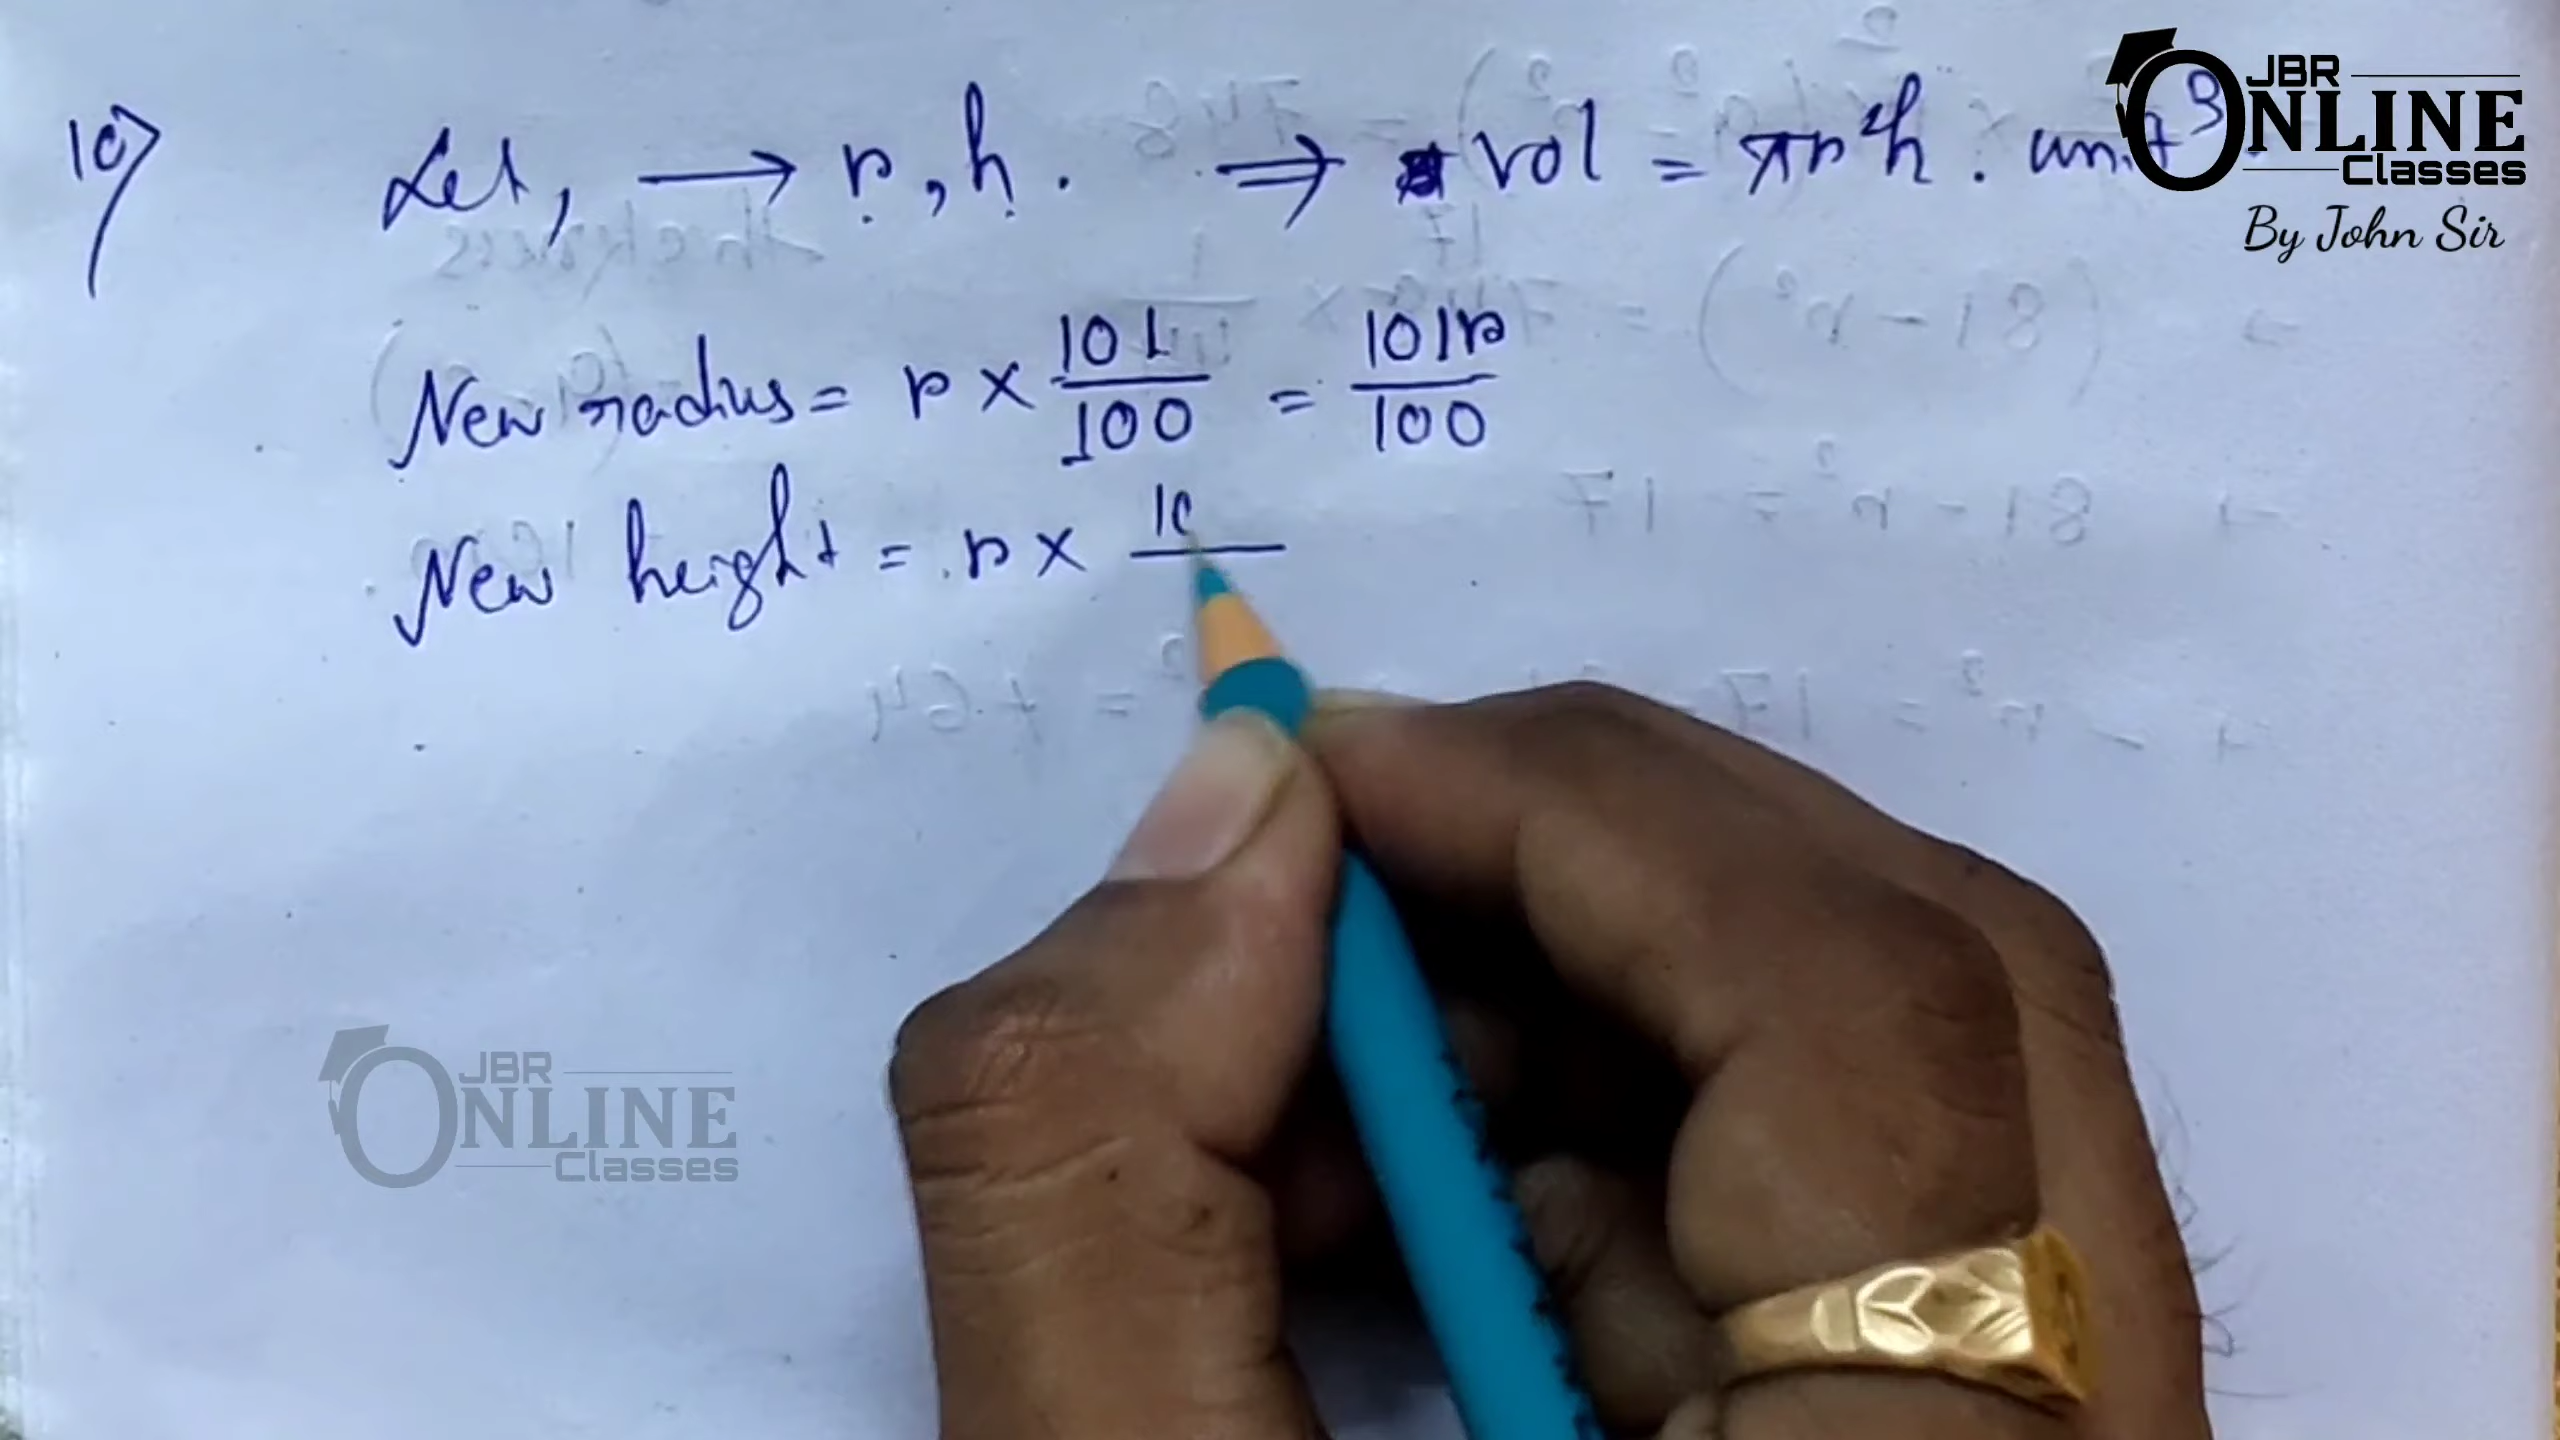 10) Let, → r, h. ⇒ vol = πr²h. unit³.
New radius = r × 101/100 = 101r/100
New height = r × 10
JBR
ONLINE
Classes
By John Sir
JBR
ONLINE
Classes